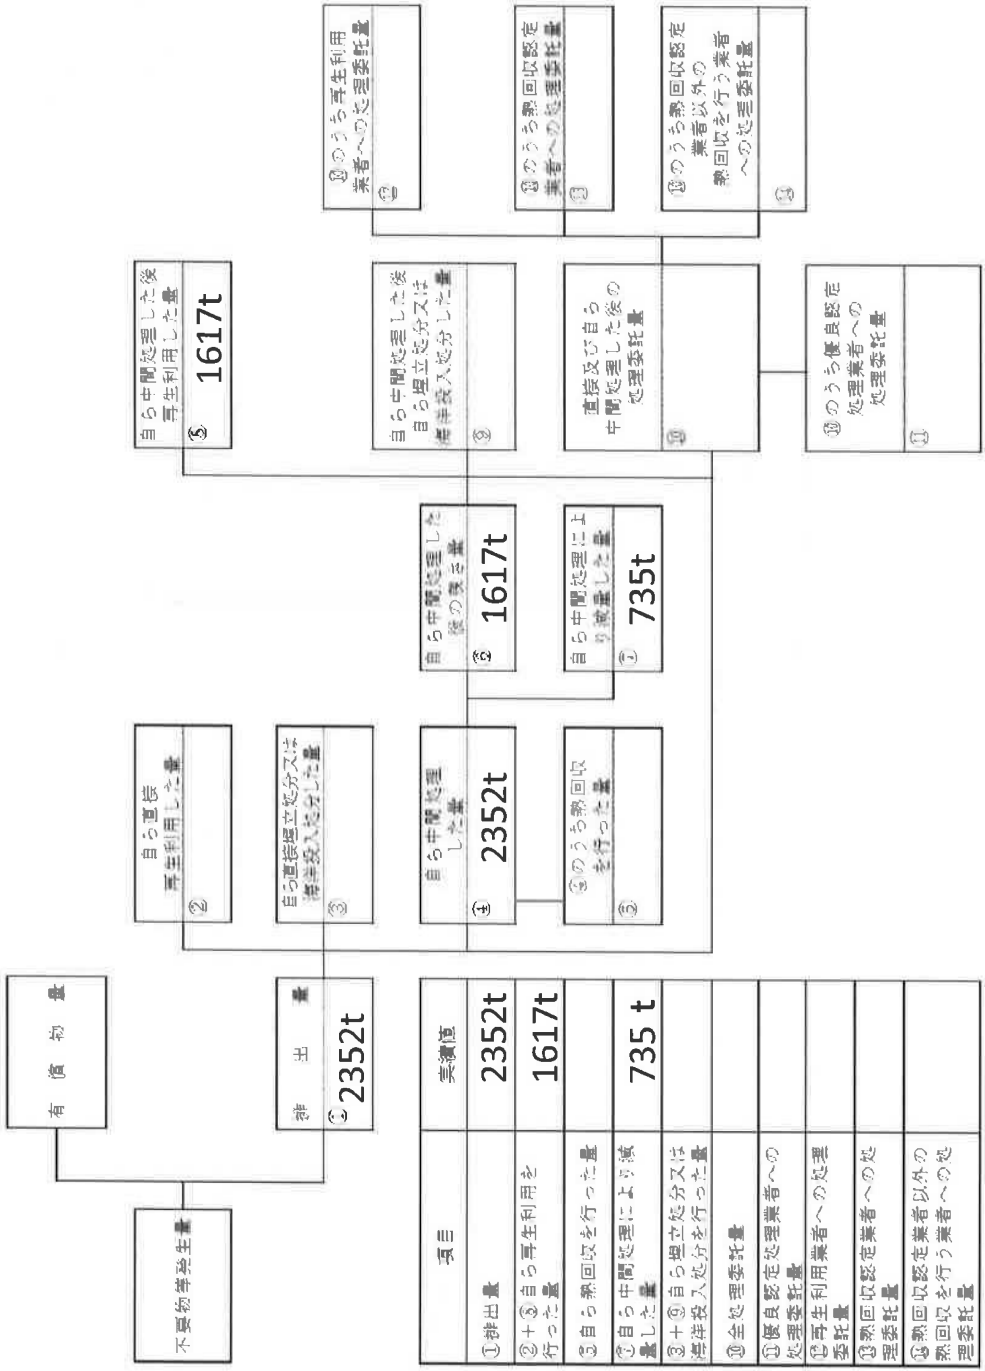 不要物等発生量
有 償 物 量
排 出 量
① 2352t
自ら直接
再生利用した量
②
自ら直接埋立処分又は
海洋投入処分した量
③
自ら中間処理
した量
④ 2352t
④のうち熱回収
を行った量
⑤
自ら中間処理した
後の残さ量
⑥ 1617t
自ら中間処理によ
り減量した量
⑦ 735t
自ら中間処理した後
再生利用した量
⑧ 1617t
自ら中間処理した後
自ら埋立処分又は
海洋投入処分した量
⑨
直接及び自ら
中間処理した後の
処理委託量
⑩
⑩のうち優良認定
処理業者への
処理委託量
⑪
⑩のうち再生利用
業者への処理委託量
⑫
⑩のうち熱回収認定
業者への処理委託量
⑬
⑩のうち熱回収認定
業者以外の
熱回収を行う業者
への処理委託量
⑭
項目 実績値
①排出量 2352t
②+⑧自ら再生利用を
行った量 1617t
⑤自ら熱回収を行った量
⑦自ら中間処理により減
量した量 735 t
③+⑨自ら埋立処分又は
海洋投入処分を行った量
⑩全処理委託量
⑪優良認定処理業者への
処理委託量
⑫再生利用業者への処理
委託量
⑬熱回収認定業者への処
理委託量
⑭熱回収認定業者以外の
熱回収を行う業者への処
理委託量